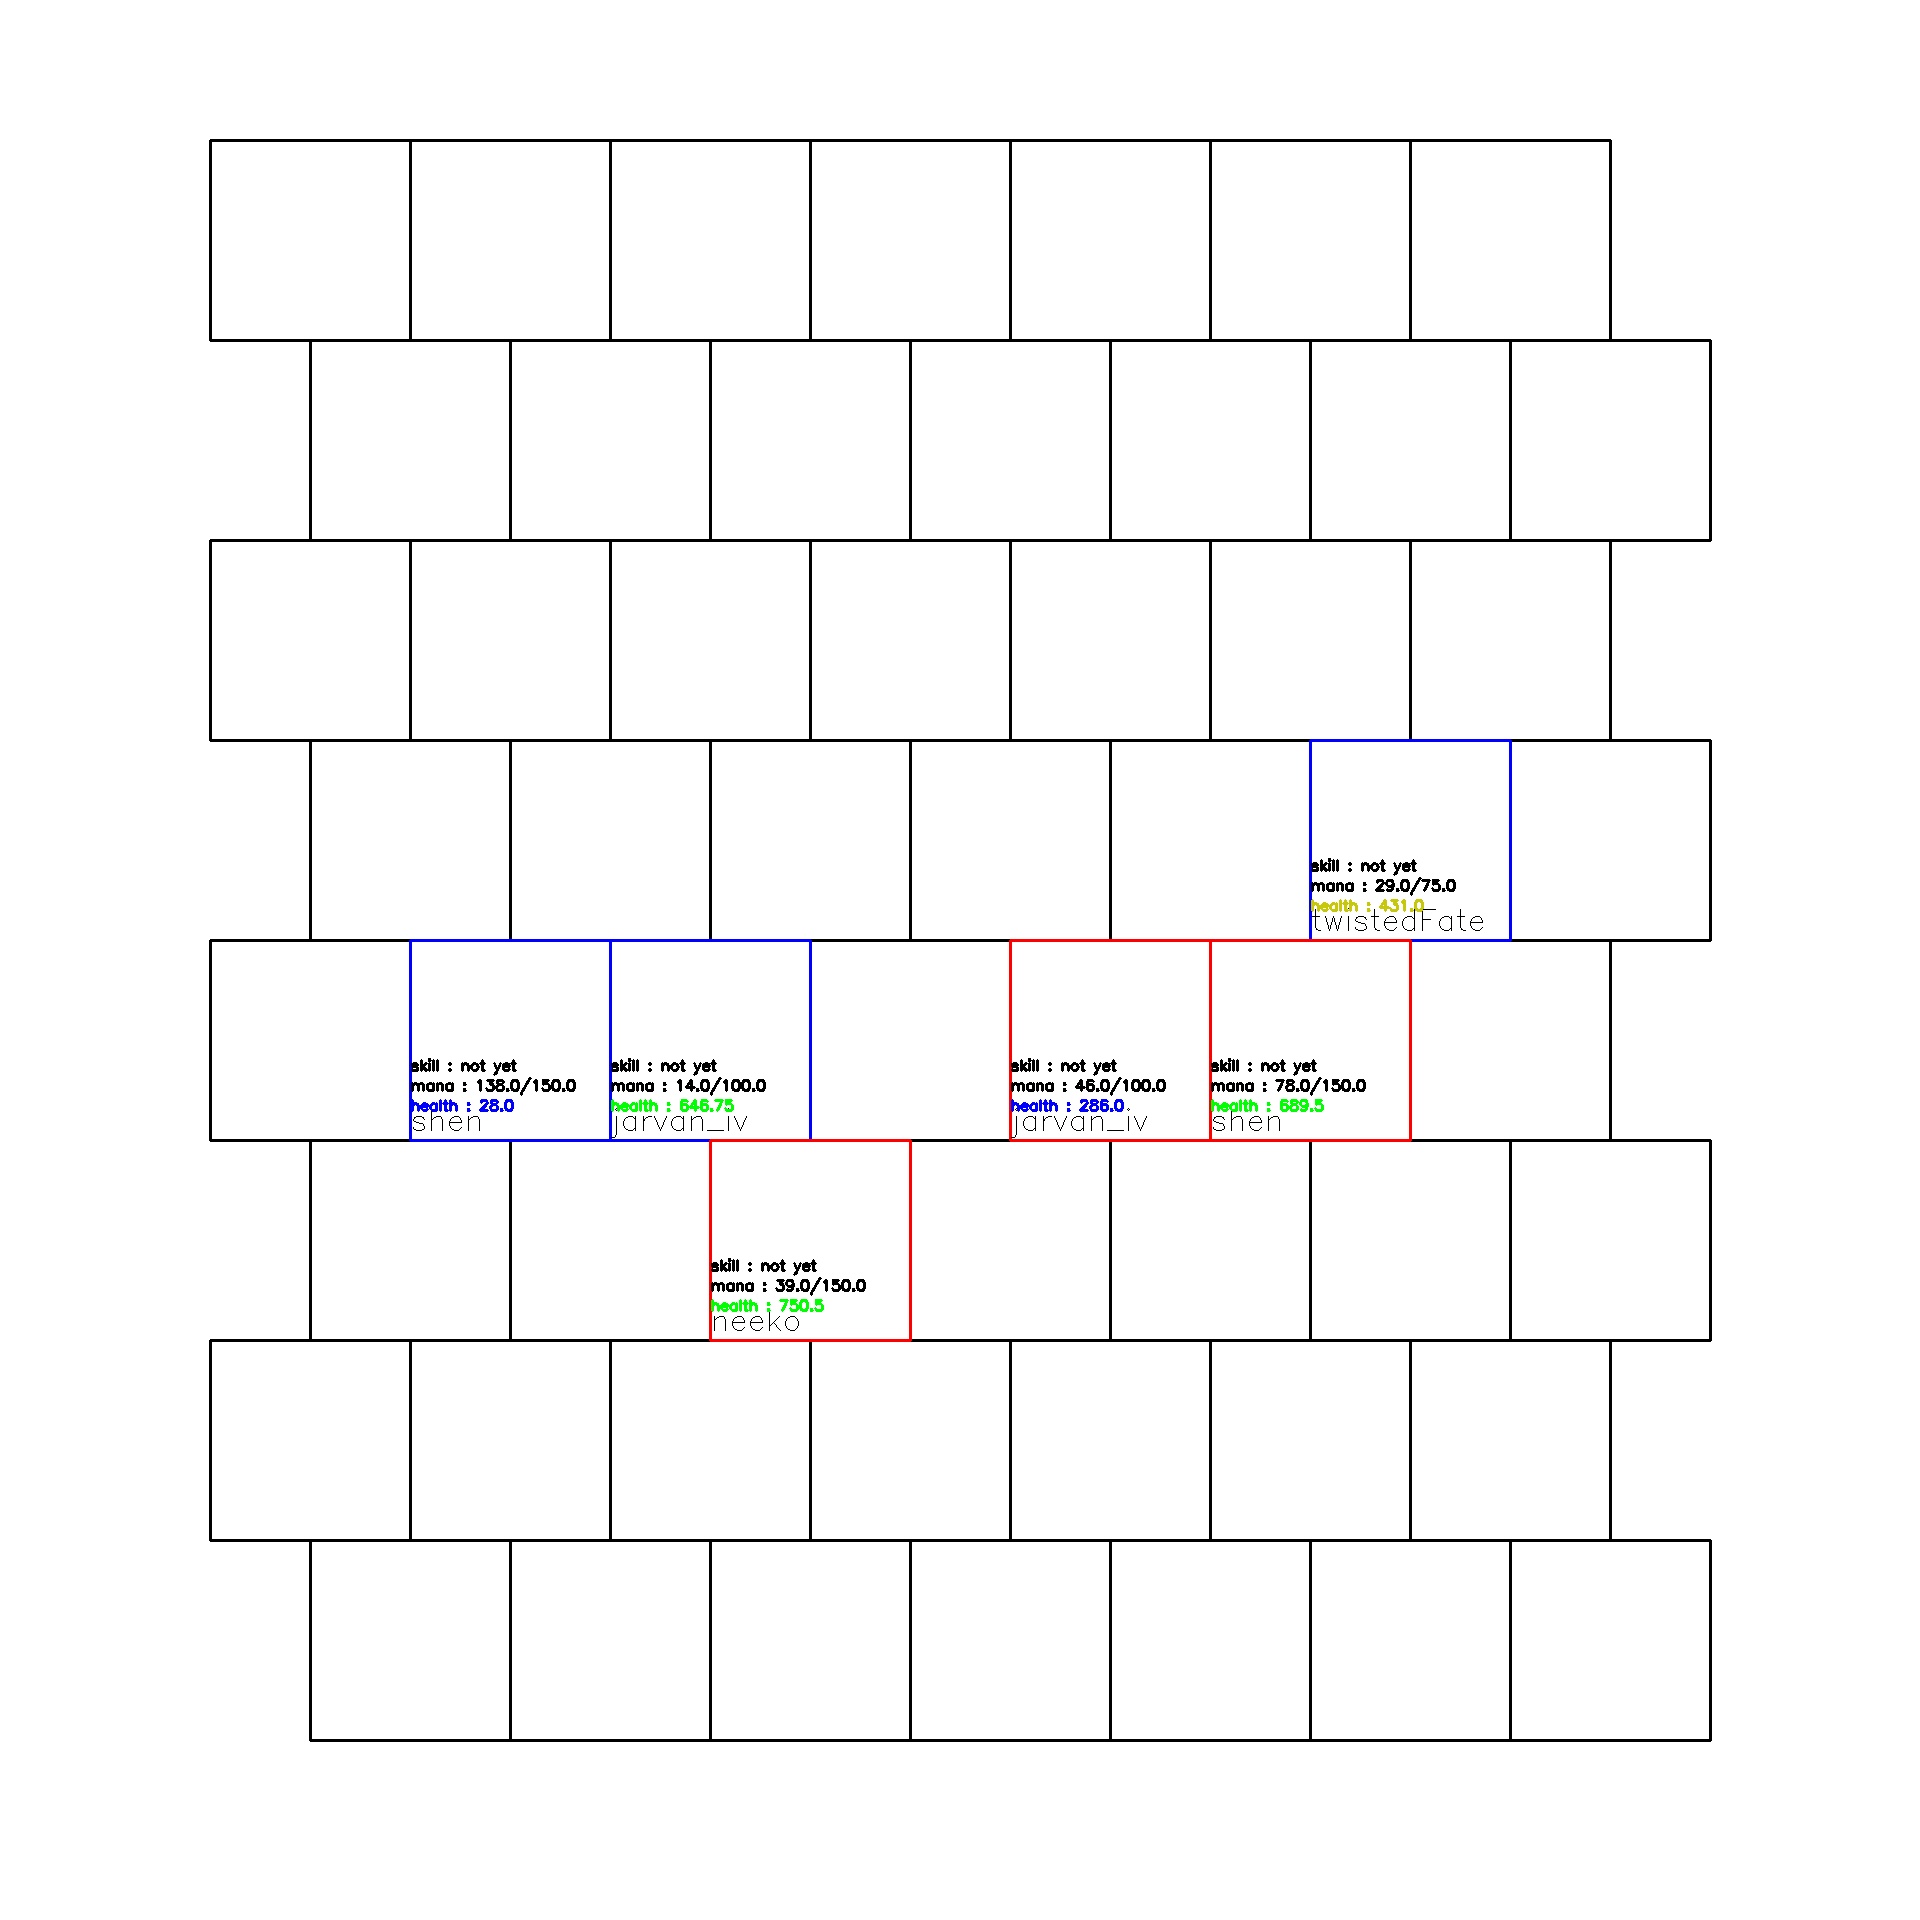 skill : not yet
mana : 29.0/75.0
health : 431.0
twistedFate
skill : not yet
mana : 138.0/150.0
health : 28.0
shen
skill : not yet
mana : 14.0/100.0
health : 646.75
jarvan_iv
skill : not yet
mana : 46.0/100.0
health : 286.0
jarvan_iv
skill : not yet
mana : 78.0/150.0
health : 689.5
shen
skill : not yet
mana : 39.0/150.0
health : 750.5
neeko